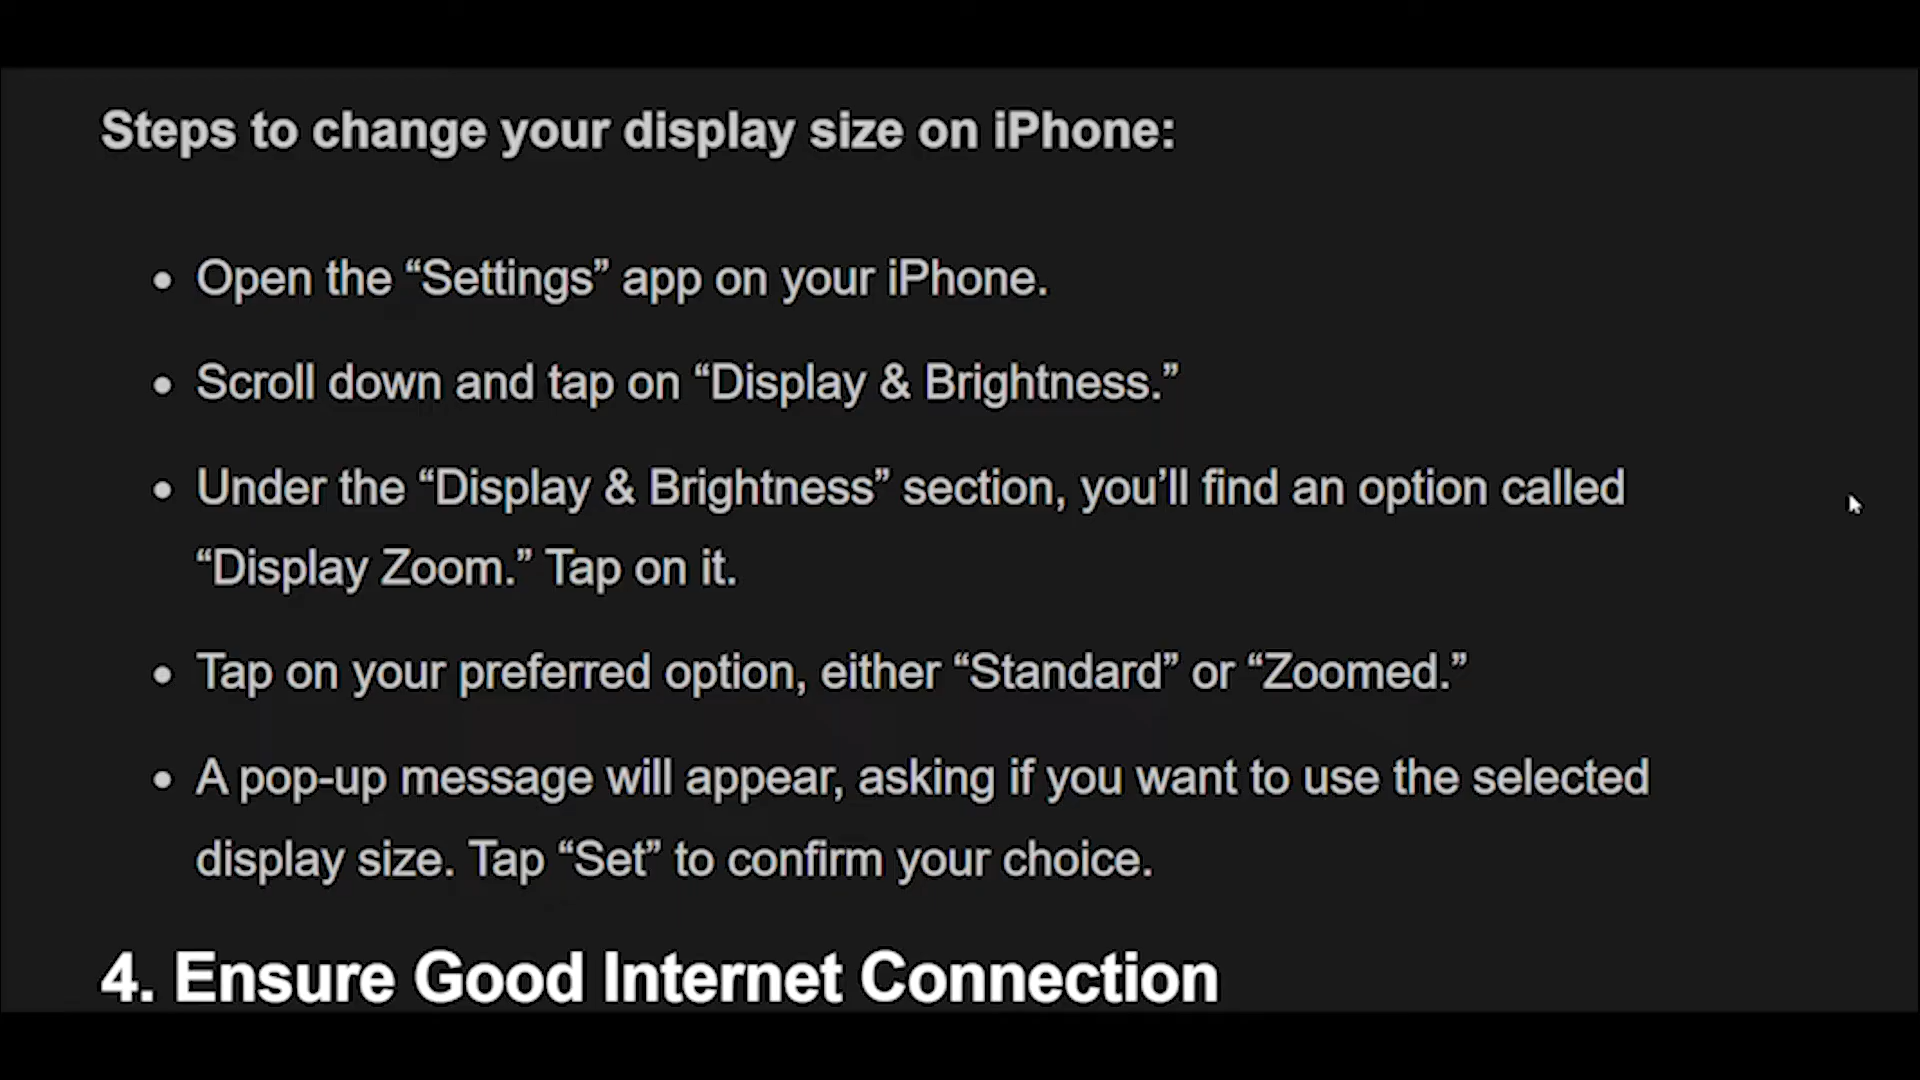 Steps to change your display size on iPhone:
• Open the “Settings” app on your iPhone.
• Scroll down and tap on “Display & Brightness.”
• Under the “Display & Brightness” section, you’ll find an option called
“Display Zoom.” Tap on it.
• Tap on your preferred option, either “Standard” or “Zoomed.”
• A pop-up message will appear, asking if you want to use the selected
display size. Tap “Set” to confirm your choice.
4. Ensure Good Internet Connection